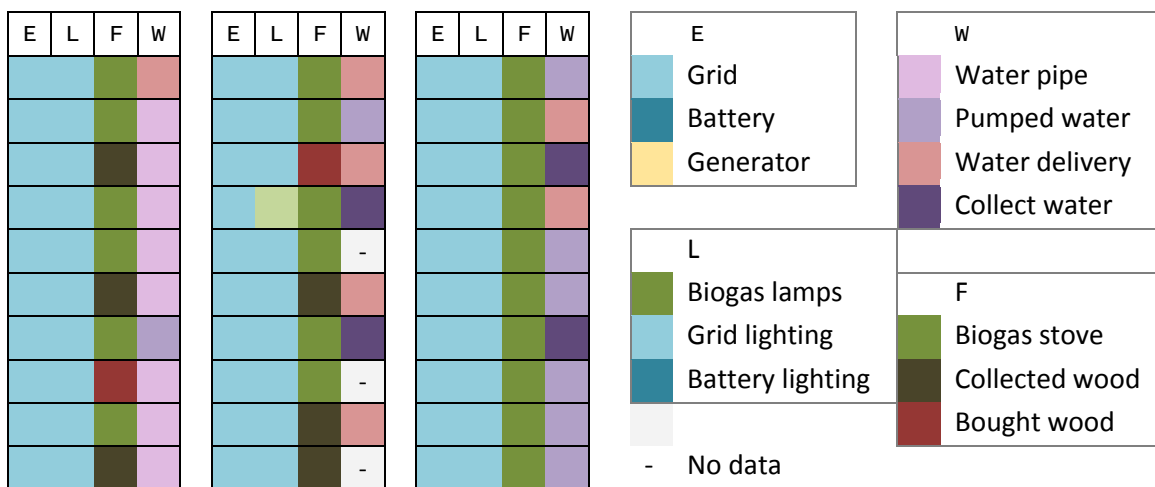 E L F W
E L F W
E L F W
-
-
-
E
Grid
Battery
Generator
W
Water pipe
Pumped water
Water delivery
Collect water
L
Biogas lamps
Grid lighting
Battery lighting
- No data
F
Biogas stove
Collected wood
Bought wood